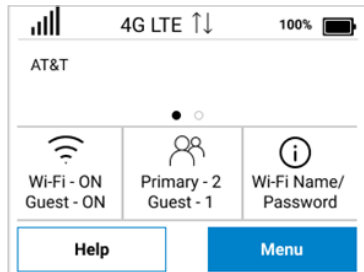 4G LTE 100%
AT&T
Wi-Fi - ON
Guest - ON
Primary - 2
Guest - 1
Wi-Fi Name/
Password
Help
Menu